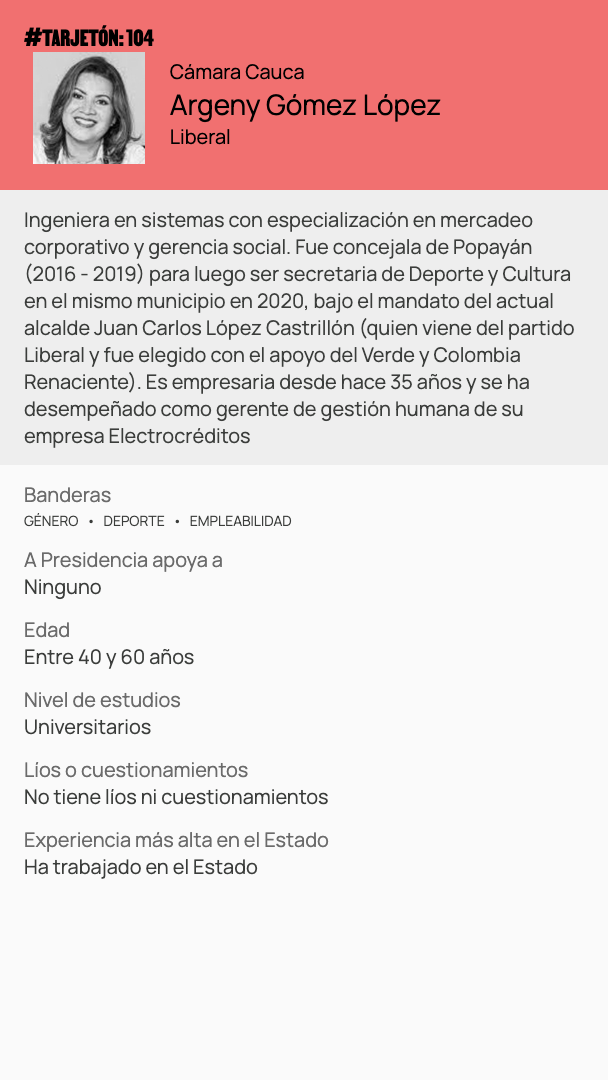 #TARJETÓN: 104
Cámara Cauca
Argeny Gómez López
Liberal
Ingeniera en sistemas con especialización en mercadeo
corporativo y gerencia social. Fue concejala de Popayán
(2016 - 2019) para luego ser secretaria de Deporte y Cultura
en el mismo municipio en 2020, bajo el mandato del actual
alcalde Juan Carlos López Castrillón (quien viene del partido
Liberal y fue elegido con el apoyo del Verde y Colombia
Renaciente). Es empresaria desde hace 35 años y se ha
desempeñado como gerente de gestión humana de su
empresa Electrocréditos
Banderas
GÉNERO • DEPORTE • EMPLEABILIDAD
A Presidencia apoya a
Ninguno
Edad
Entre 40 y 60 años
Nivel de estudios
Universitarios
Líos o cuestionamientos
No tiene líos ni cuestionamientos
Experiencia más alta en el Estado
Ha trabajado en el Estado